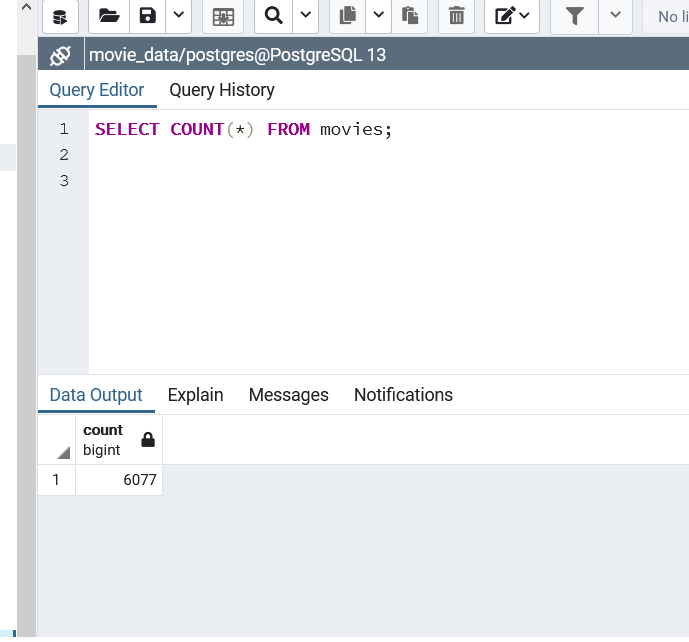 No li
movie_data/postgres@PostgreSQL 13
Query Editor Query History
1 SELECT COUNT(*) FROM movies;
2
3
Data Output Explain Messages Notifications
count
bigint
1 6077